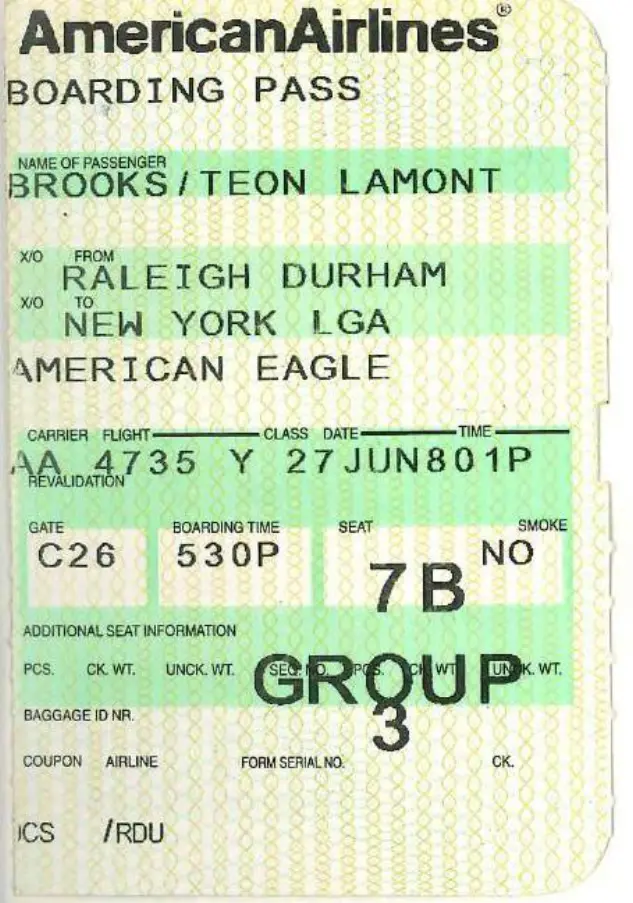 AmericanAirlines®
BOARDING PASS
NAME OF PASSENGER
BROOKS/TEON LAMONT
X/O FROM
RALEIGH DURHAM
X/O TO
NEW YORK LGA
AMERICAN EAGLE
CARRIER FLIGHT CLASS DATE TIME
AA 4735 Y 27JUN801P
REVALIDATION
GATE BOARDING TIME SEAT SMOKE
C26 530P 7B NO
ADDITIONAL SEAT INFORMATION
PCS. CK. WT. UNCK. WT. SEQ. NO. PCS. CK. WT. UNCK. WT.
GROUP
3
BAGGAGE ID NR.
COUPON AIRLINE FORM SERIAL NO. CK.
/RDU